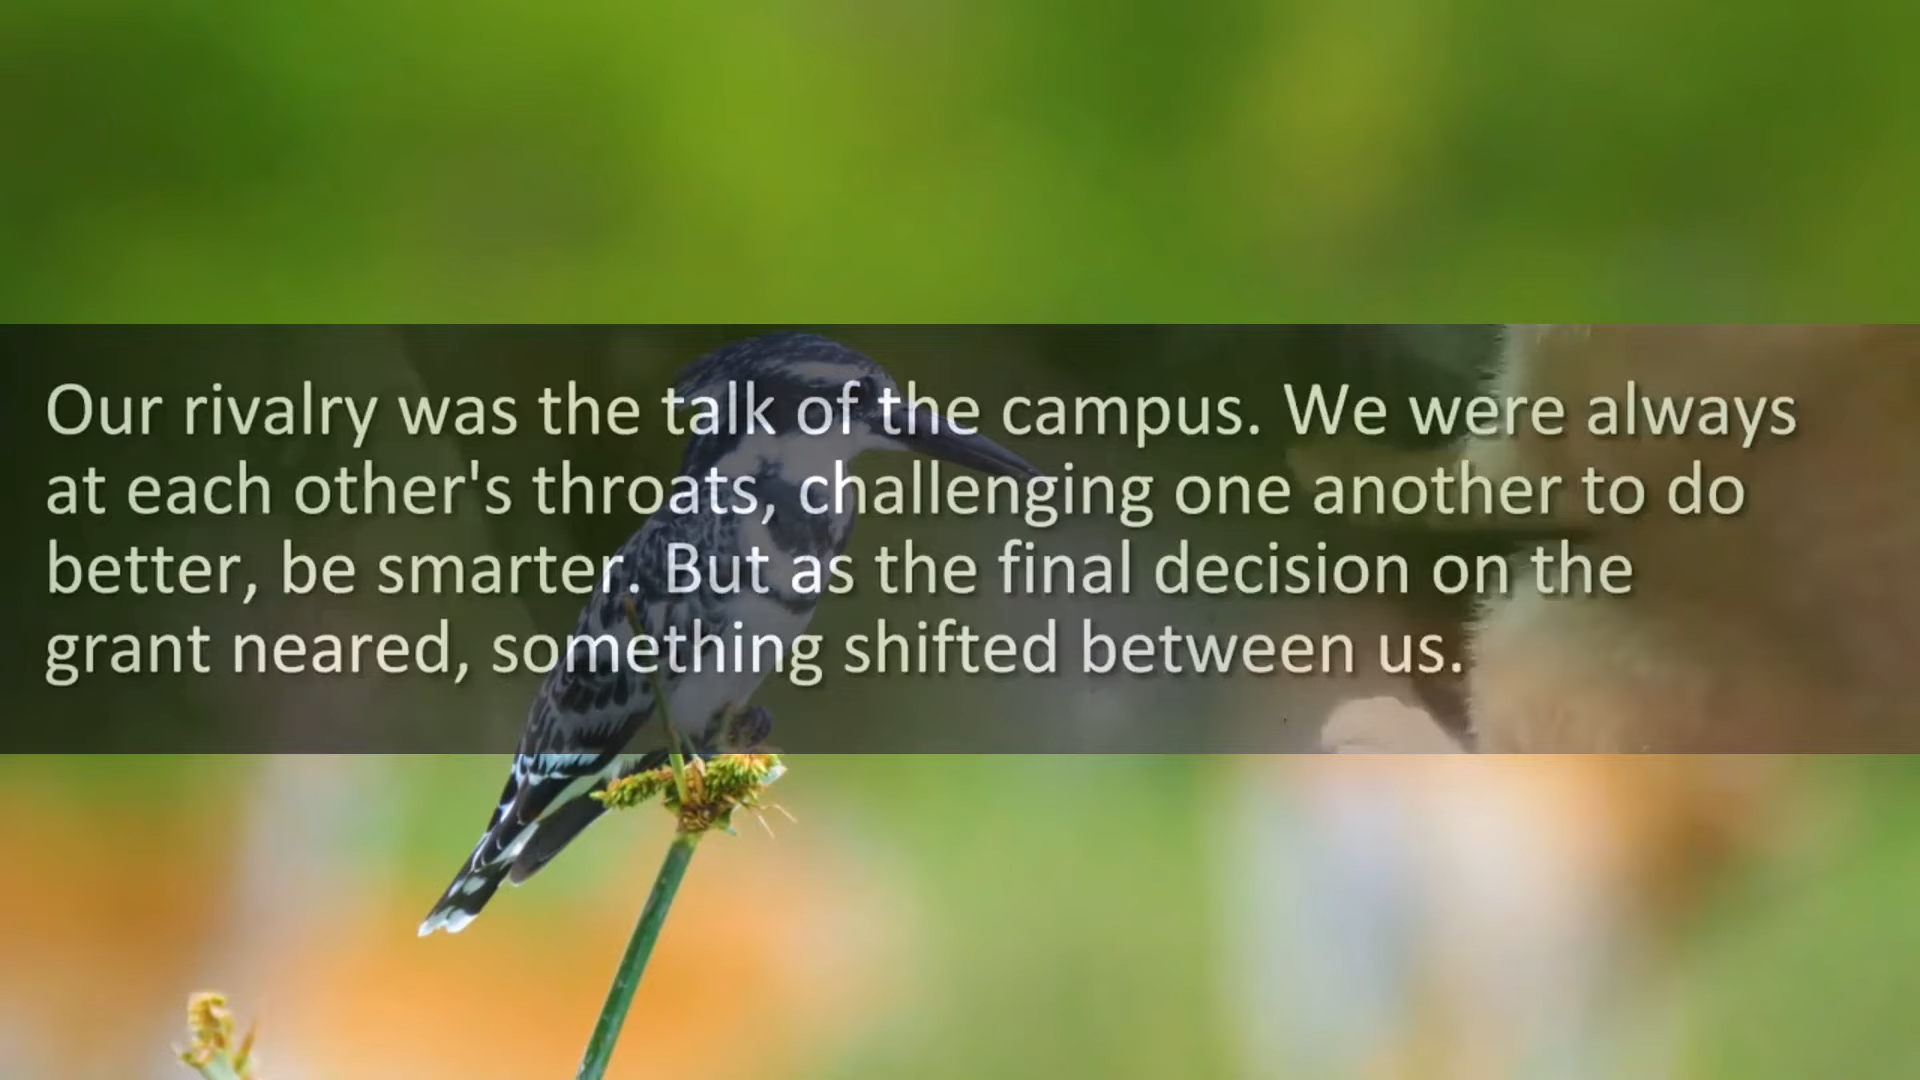 Our rivalry was the talk of the campus. We were always
at each other's throats, challenging one another to do
better, be smarter. But as the final decision on the
grant neared, something shifted between us.